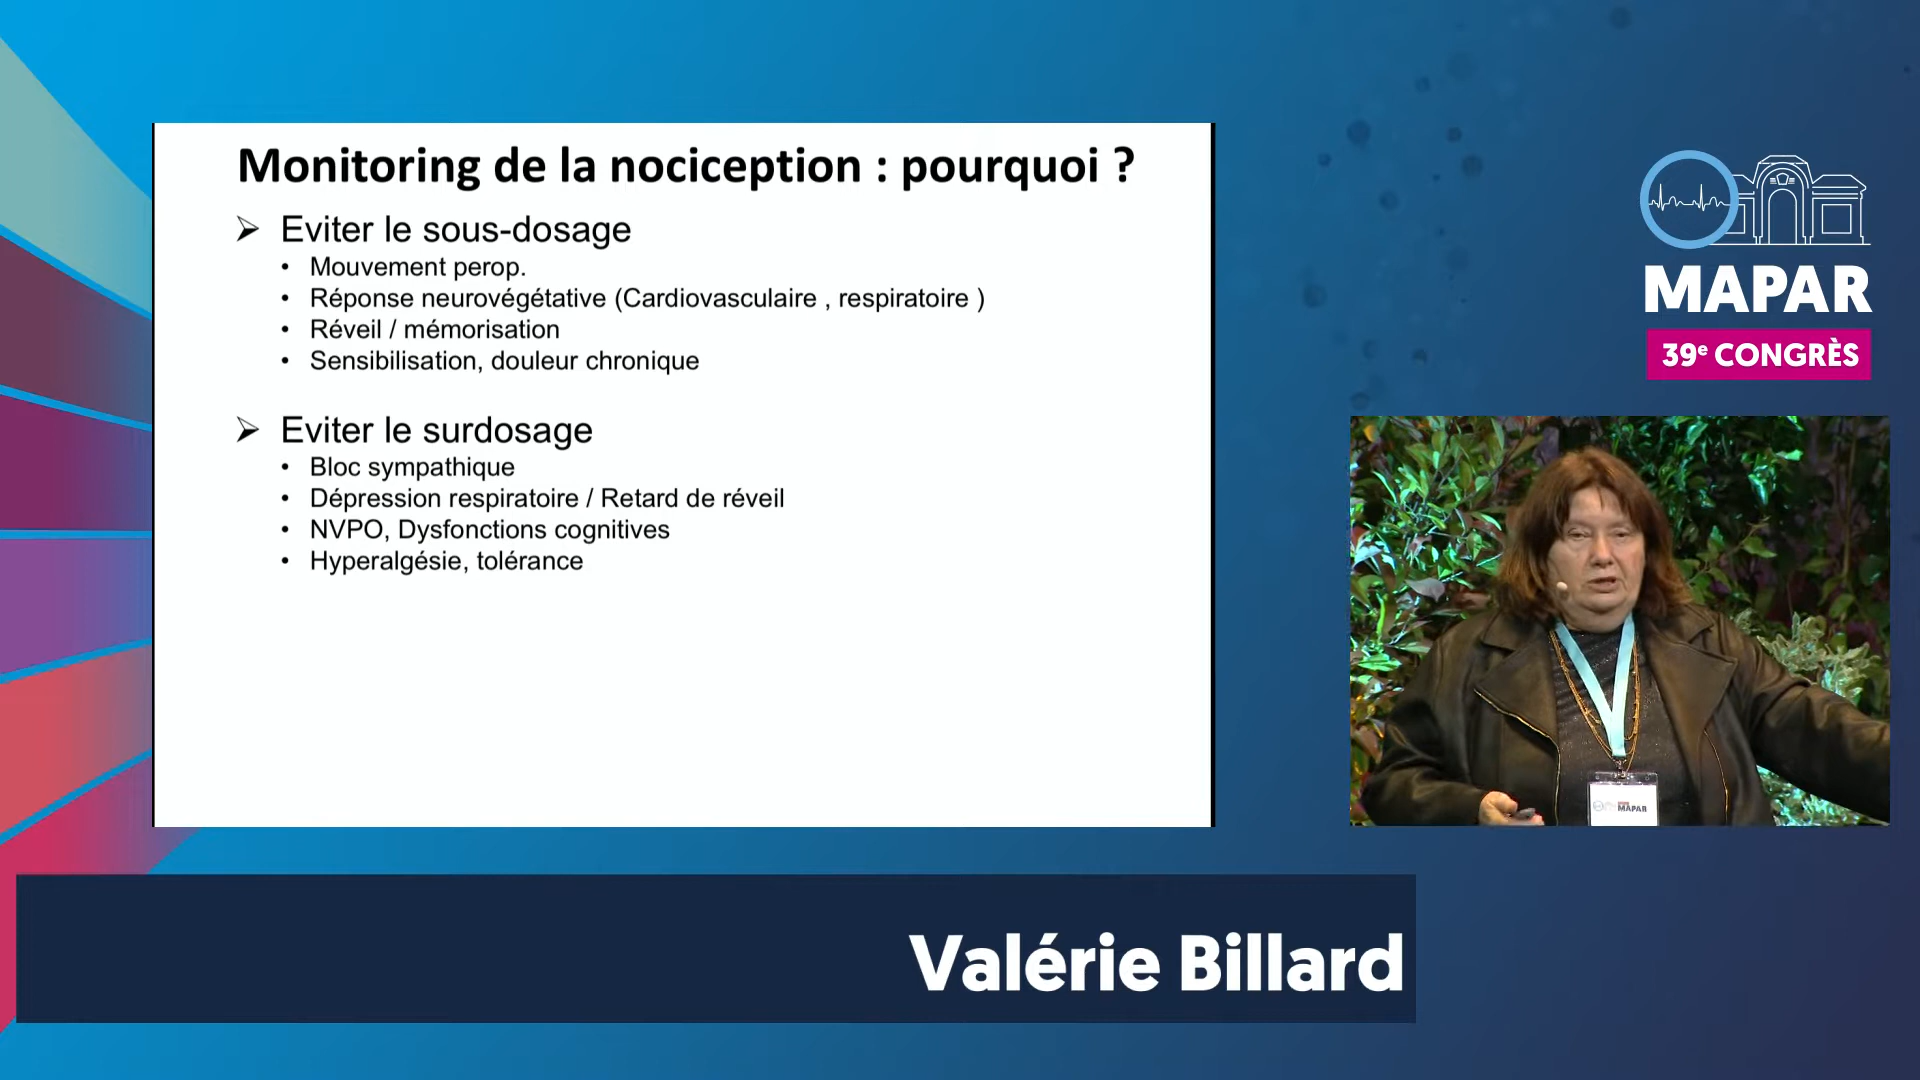 Monitoring de la nociception : pourquoi ?
Eviter le sous-dosage
Mouvement perop.
Réponse neurovégétative (Cardiovasculaire , respiratoire )
Réveil / mémorisation
Sensibilisation, douleur chronique
Eviter le surdosage
Bloc sympathique
Dépression respiratoire / Retard de réveil
NVPO, Dysfonctions cognitives
Hyperalgésie, tolérance
MAPAR
39e CONGRÈS
MAPAR
Valérie Billard